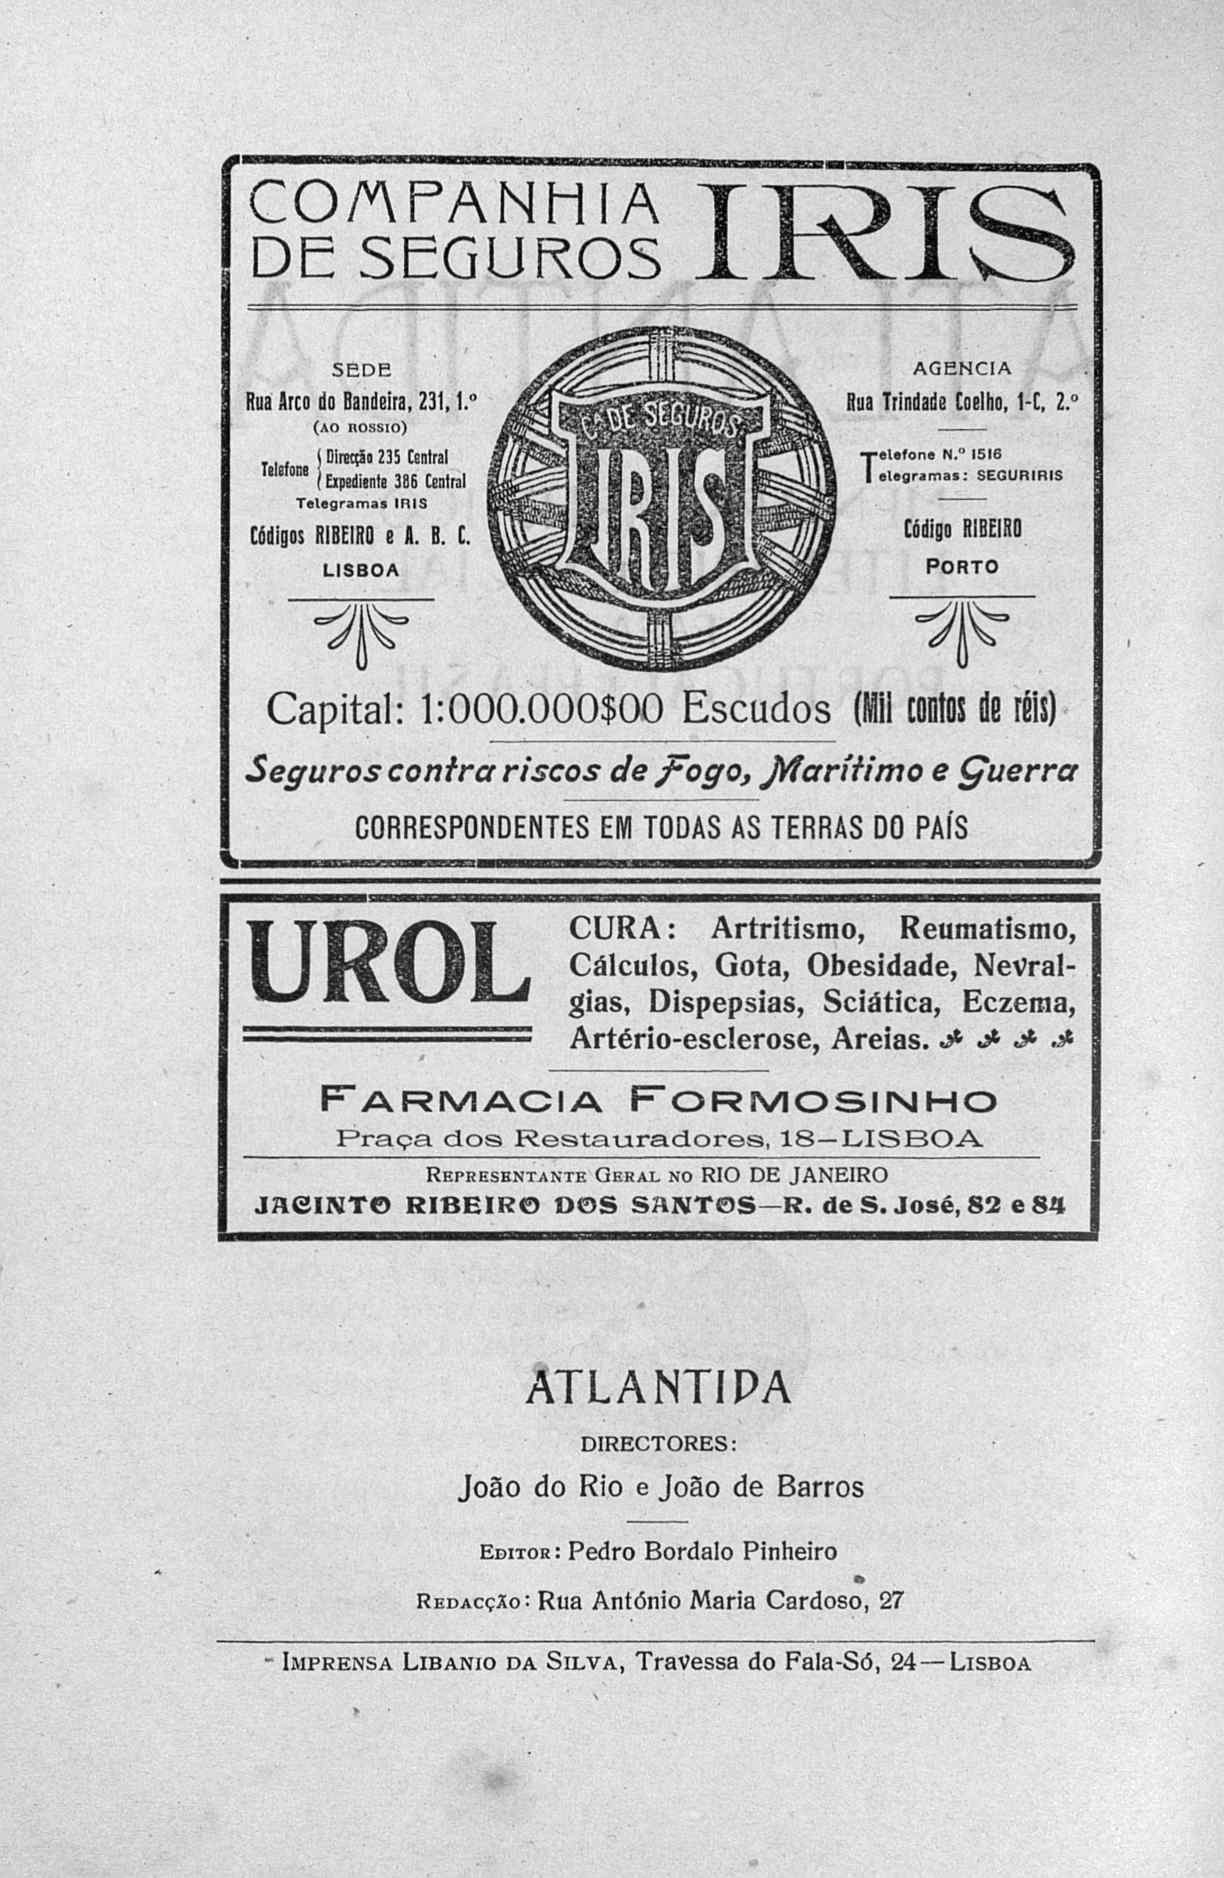 COMPANHIA
DE SEGUROS IRIS
SEDE
Rua Arco do Bandeira, 231, 1.º
(AO ROSSIO)
Telefone { Direcção 235 Central
Expediente 386 Central
Telegramas IRIS
Códigos RIBEIRO e A. B. C.
LISBOA
Cª DE SEGUROS
IRIS
AGENCIA
Rua Trindade Coelho, 1-C, 2.º
Telefone N.º 1516
Telegramas: SEGURIRIS
Código RIBEIRO
PORTO
Capital: 1:000.000$00 Escudos (Mil contos de réis)
Seguros contra riscos de Fogo, Marítimo e Guerra
CORRESPONDENTES EM TODAS AS TERRAS DO PAÍS
UROL
CURA: Artritismo, Reumatismo,
Cálculos, Gota, Obesidade, Nevral-
gias, Dispepsias, Sciática, Eczema,
Artério-esclerose, Areias.
FARMACIA FORMOSINHO
Praça dos Restauradores, 18—LISBOA
REPRESENTANTE GERAL NO RIO DE JANEIRO
JACINTO RIBEIRO DOS SANTOS—R. de S. José, 82 e 84
ATLANTIDA
DIRECTORES:
João do Rio e João de Barros
EDITOR: Pedro Bordalo Pinheiro
REDACÇÃO: Rua António Maria Cardoso, 27
IMPRENSA LIBANIO DA SILVA, Travessa do Fala-Só, 24—LISBOA